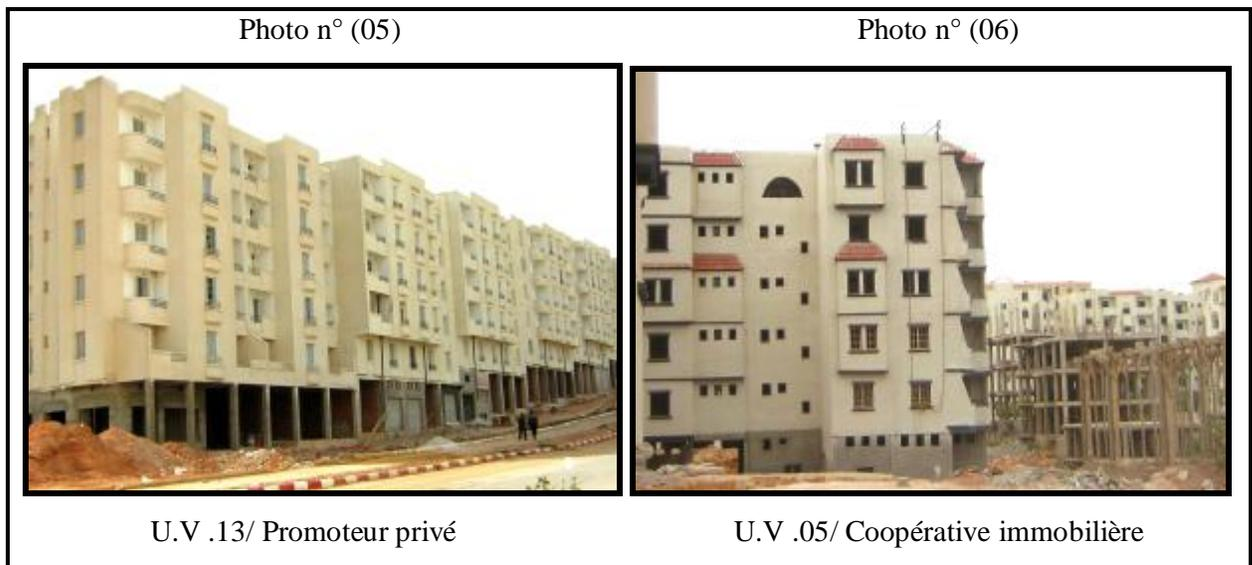 Photo n° (05)
Photo n° (06)
U.V .13/ Promoteur privé
U.V .05/ Coopérative immobilière